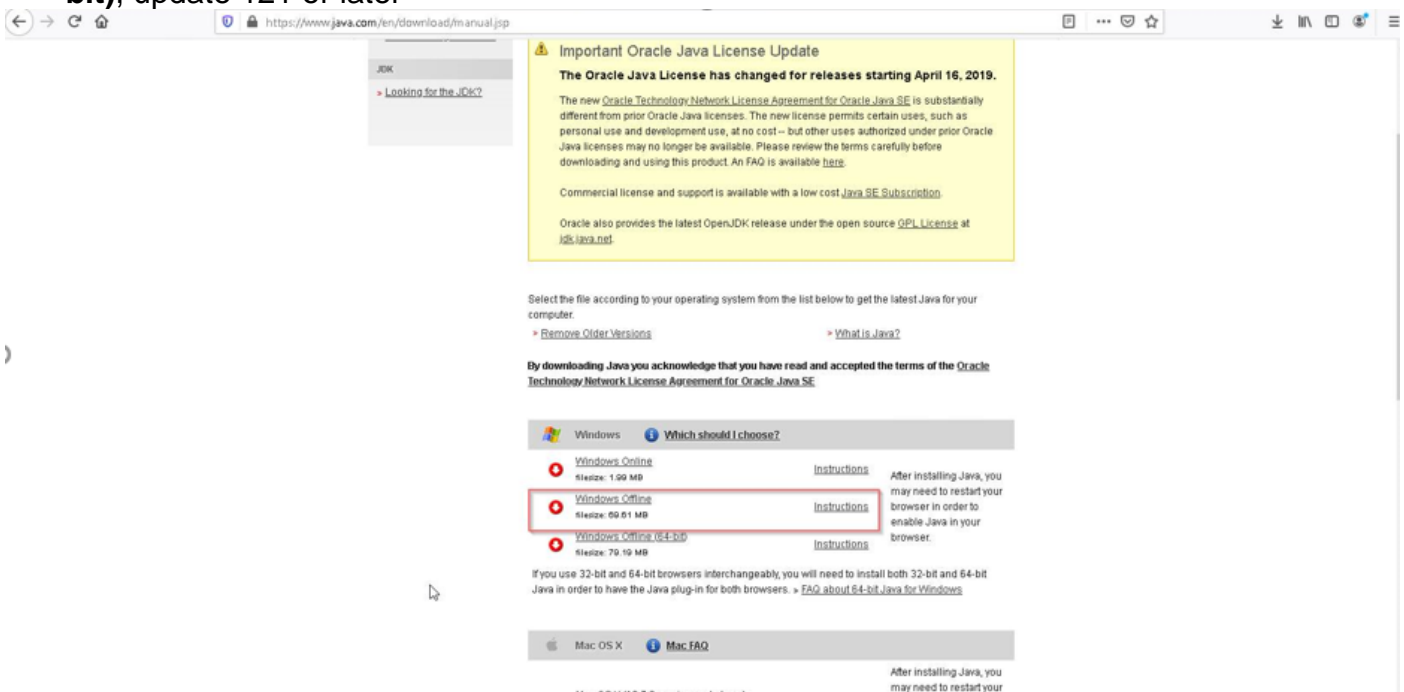 bit), update 121 or later
https://www.java.com/en/download/manual.jsp
JDK
» Looking for the JDK?
Important Oracle Java License Update
The Oracle Java License has changed for releases starting April 16, 2019.
The new Oracle Technology Network License Agreement for Oracle Java SE is substantially
different from prior Oracle Java licenses. The new license permits certain uses, such as
personal use and development use, at no cost -- but other uses authorized under prior Oracle
Java licenses may no longer be available. Please review the terms carefully before
downloading and using this product. An FAQ is available here.
Commercial license and support is available with a low cost Java SE Subscription.
Oracle also provides the latest OpenJDK release under the open source GPL License at
jdk.java.net.
Select the file according to your operating system from the list below to get the latest Java for your
computer.
» Remove Older Versions
» What is Java?
By downloading Java you acknowledge that you have read and accepted the terms of the Oracle
Technology Network License Agreement for Oracle Java SE
Windows
Which should I choose?
Windows Online
filesize: 1.99 MB
Instructions
Windows Offline
filesize: 69.61 MB
Instructions
Windows Offline (64-bit)
filesize: 79.19 MB
Instructions
After installing Java, you
may need to restart your
browser in order to
enable Java in your
browser.
If you use 32-bit and 64-bit browsers interchangeably, you will need to install both 32-bit and 64-bit
Java in order to have the Java plug-in for both browsers. » FAQ about 64-bit Java for Windows
Mac OS X
Mac FAQ
After installing Java, you
may need to restart your